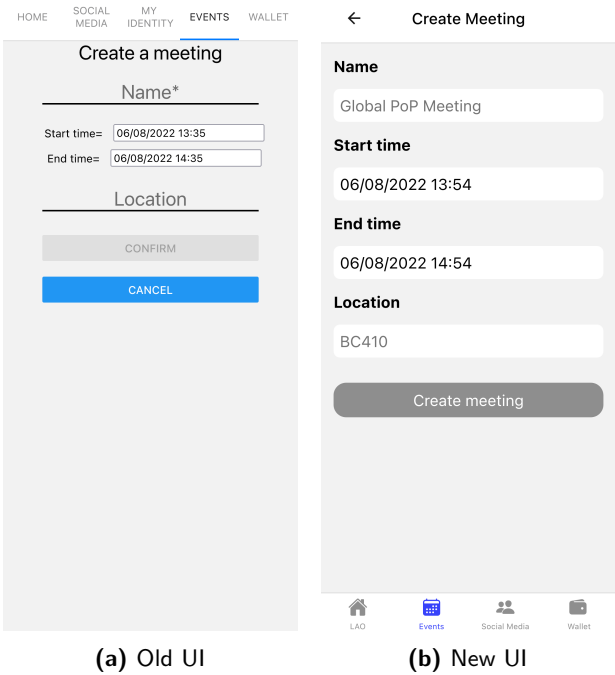 HOME SOCIAL MEDIA MY IDENTITY EVENTS WALLET
Create a meeting
Name*
Start time= 06/08/2022 13:35
End time= 06/08/2022 14:35
Location
CONFIRM
CANCEL
(a) Old UI
Create Meeting
Name
Global PoP Meeting
Start time
06/08/2022 13:54
End time
06/08/2022 14:54
Location
BC410
Create meeting
LAO Events Social Media Wallet
(b) New UI